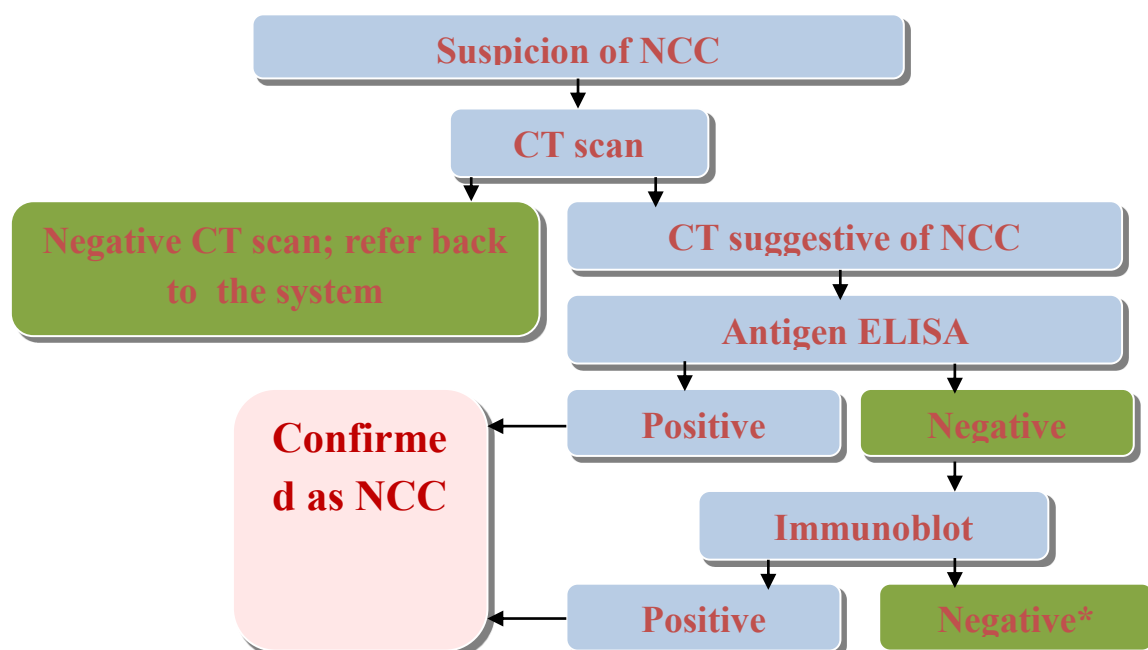 Suspicion of NCC
CT scan
Negative CT scan; refer back
to the system
CT suggestive of NCC
Antigen ELISA
Confirme
d as NCC
Positive
Negative
Immunoblot
Positive
Negative*